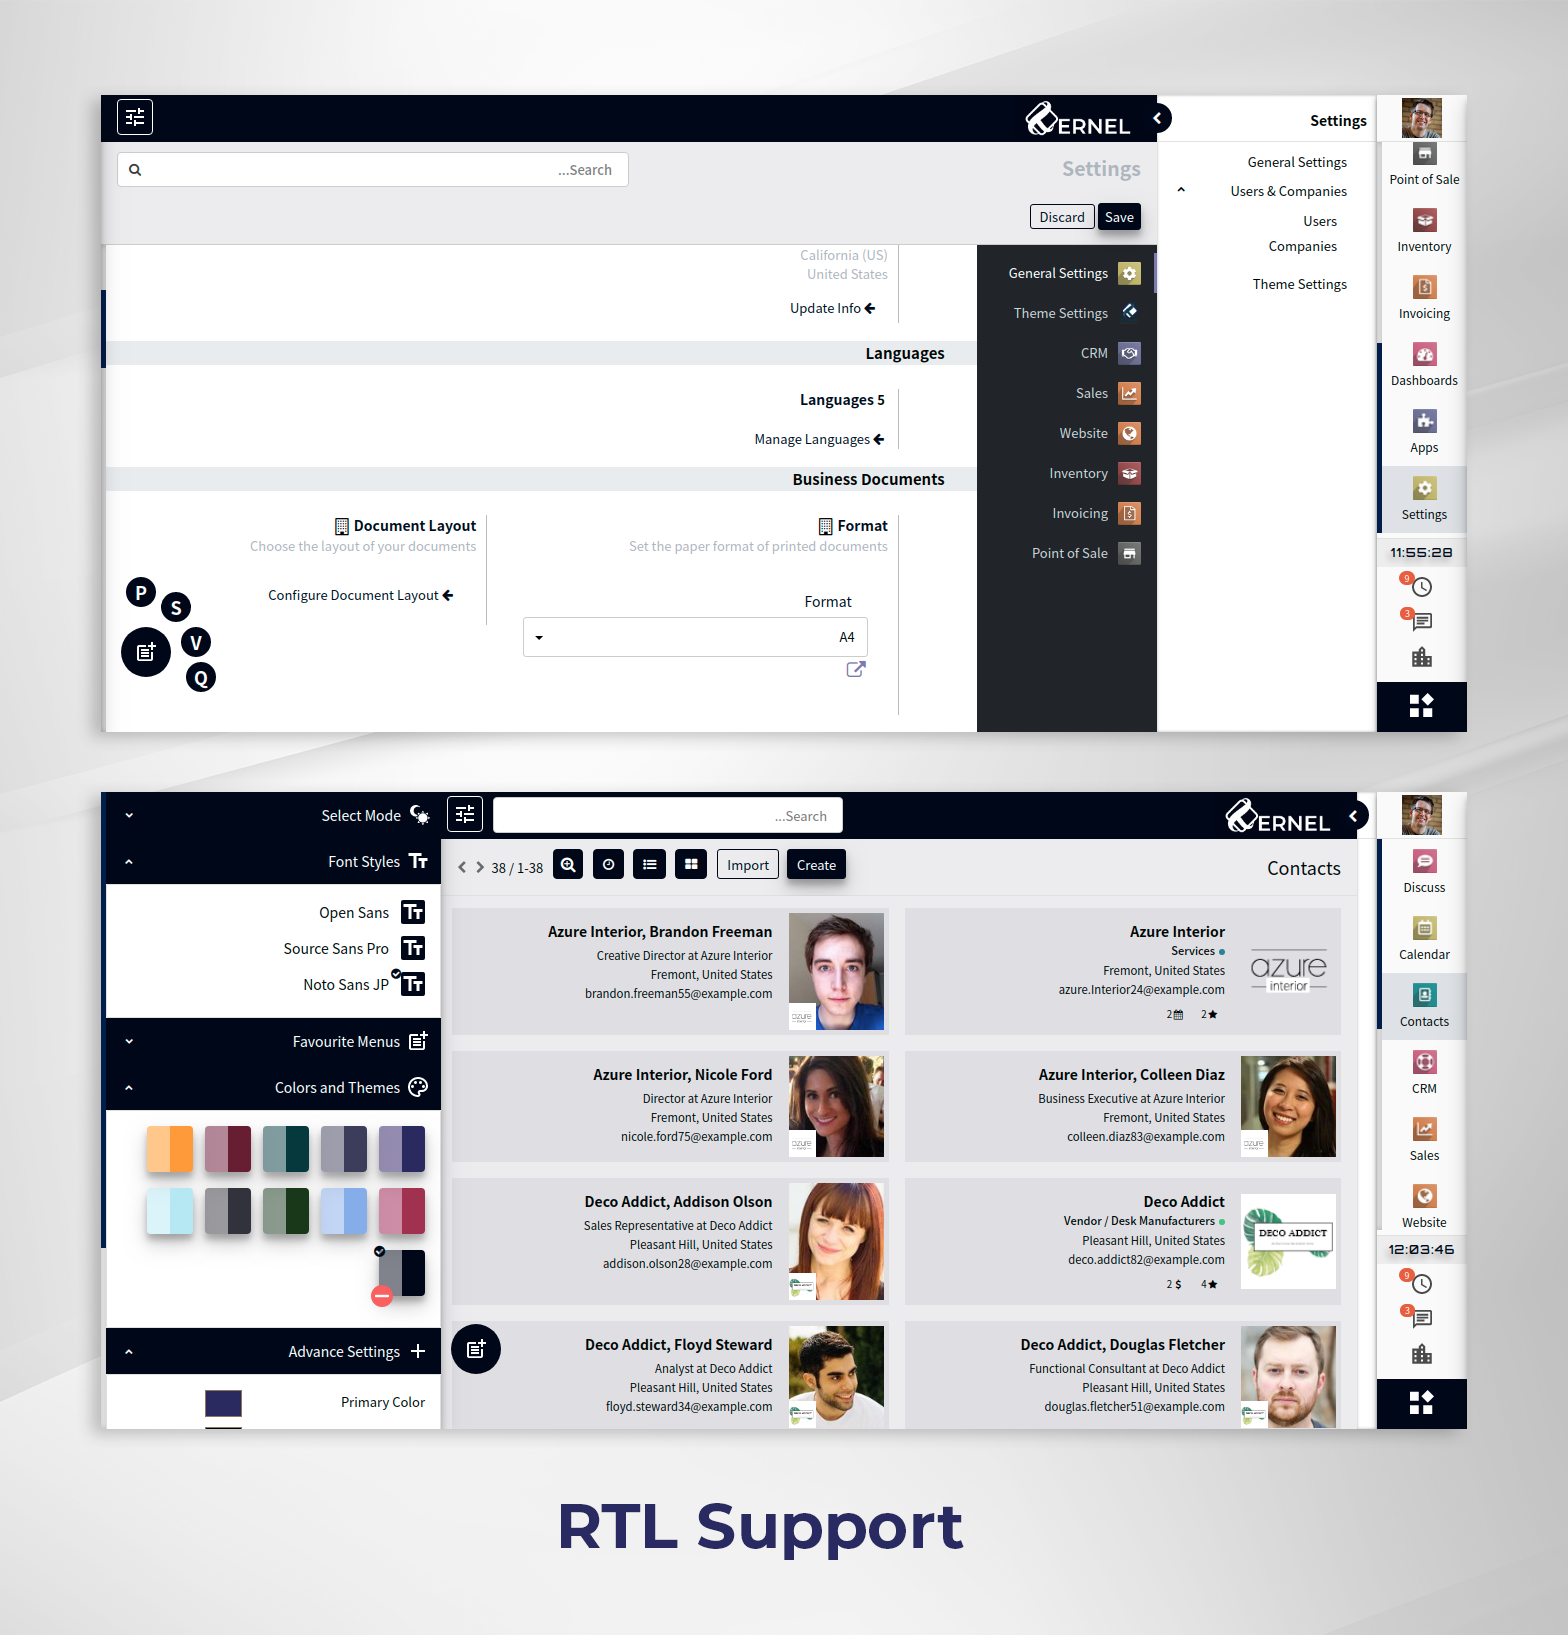 KERNEL
Settings
Point of Sale
Inventory
Invoicing
Dashboards
Apps
Settings
11:55:28
9
3
General Settings
Users & Companies
Users
Companies
Theme Settings
...Search
Settings
Discard
Save
General Settings
Theme Settings
CRM
Sales
Website
Inventory
Invoicing
Point of Sale
California (US)
United States
Update Info
Languages
Languages 5
Manage Languages
Business Documents
Format
Set the paper format of printed documents
Format
A4
Document Layout
Choose the layout of your documents
Configure Document Layout
P
S
V
Q
Select Mode
Font Styles
Open Sans
Source Sans Pro
Noto Sans JP
Favourite Menus
Colors and Themes
Advance Settings
Primary Color
...Search
KERNEL
38 / 1-38
Import
Create
Contacts
Azure Interior
Services
Fremont, United States
azure.Interior24@example.com
2
2
azure
interior
Azure Interior, Brandon Freeman
Creative Director at Azure Interior
Fremont, United States
brandon.freeman55@example.com
azure
Azure Interior, Colleen Diaz
Business Executive at Azure Interior
Fremont, United States
colleen.diaz83@example.com
azure
Azure Interior, Nicole Ford
Director at Azure Interior
Fremont, United States
nicole.ford75@example.com
azure
Deco Addict
Vendor / Desk Manufacturers
Pleasant Hill, United States
deco.addict82@example.com
2 $
4
DECO ADDICT
Deco Addict, Addison Olson
Sales Representative at Deco Addict
Pleasant Hill, United States
addison.olson28@example.com
Deco Addict, Douglas Fletcher
Functional Consultant at Deco Addict
Pleasant Hill, United States
douglas.fletcher51@example.com
Deco Addict, Floyd Steward
Analyst at Deco Addict
Pleasant Hill, United States
floyd.steward34@example.com
Discuss
Calendar
Contacts
CRM
Sales
Website
12:03:46
9
3
RTL Support